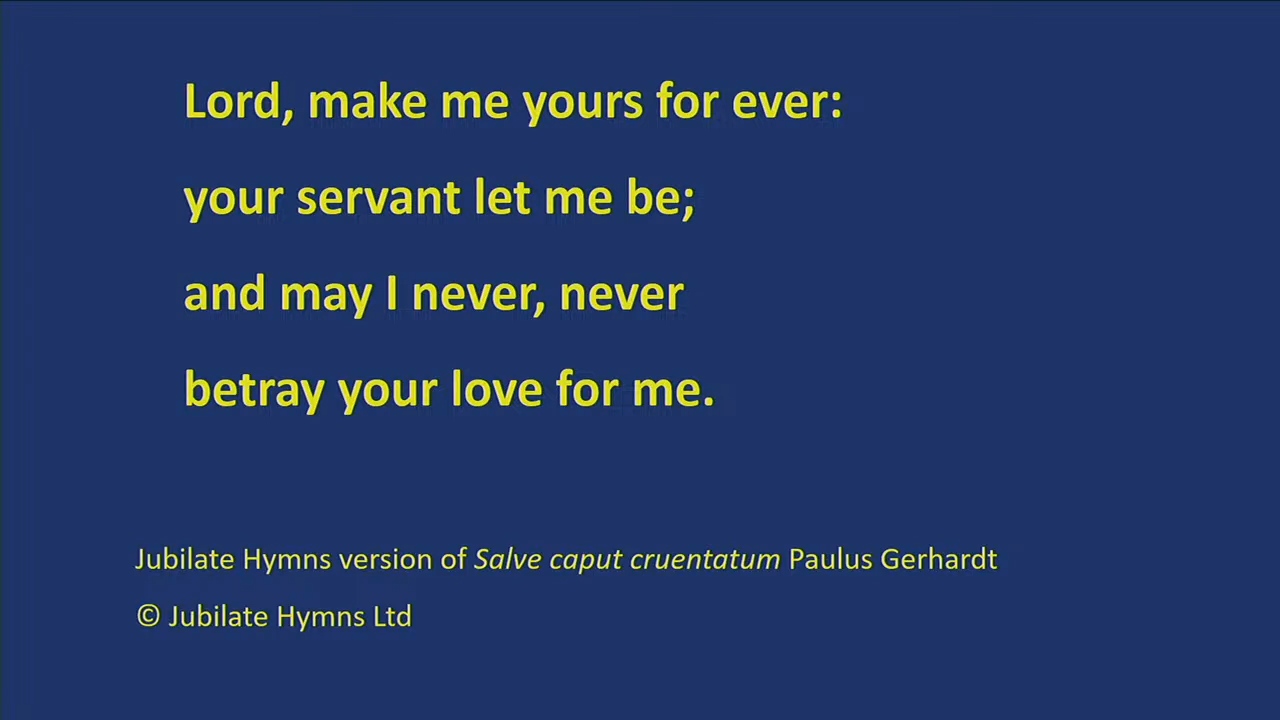 Lord, make me yours for ever:
your servant let me be;
and may I never, never
betray your love for me.
Jubilate Hymns version of Salve caput cruentatum Paulus Gerhardt
© Jubilate Hymns Ltd